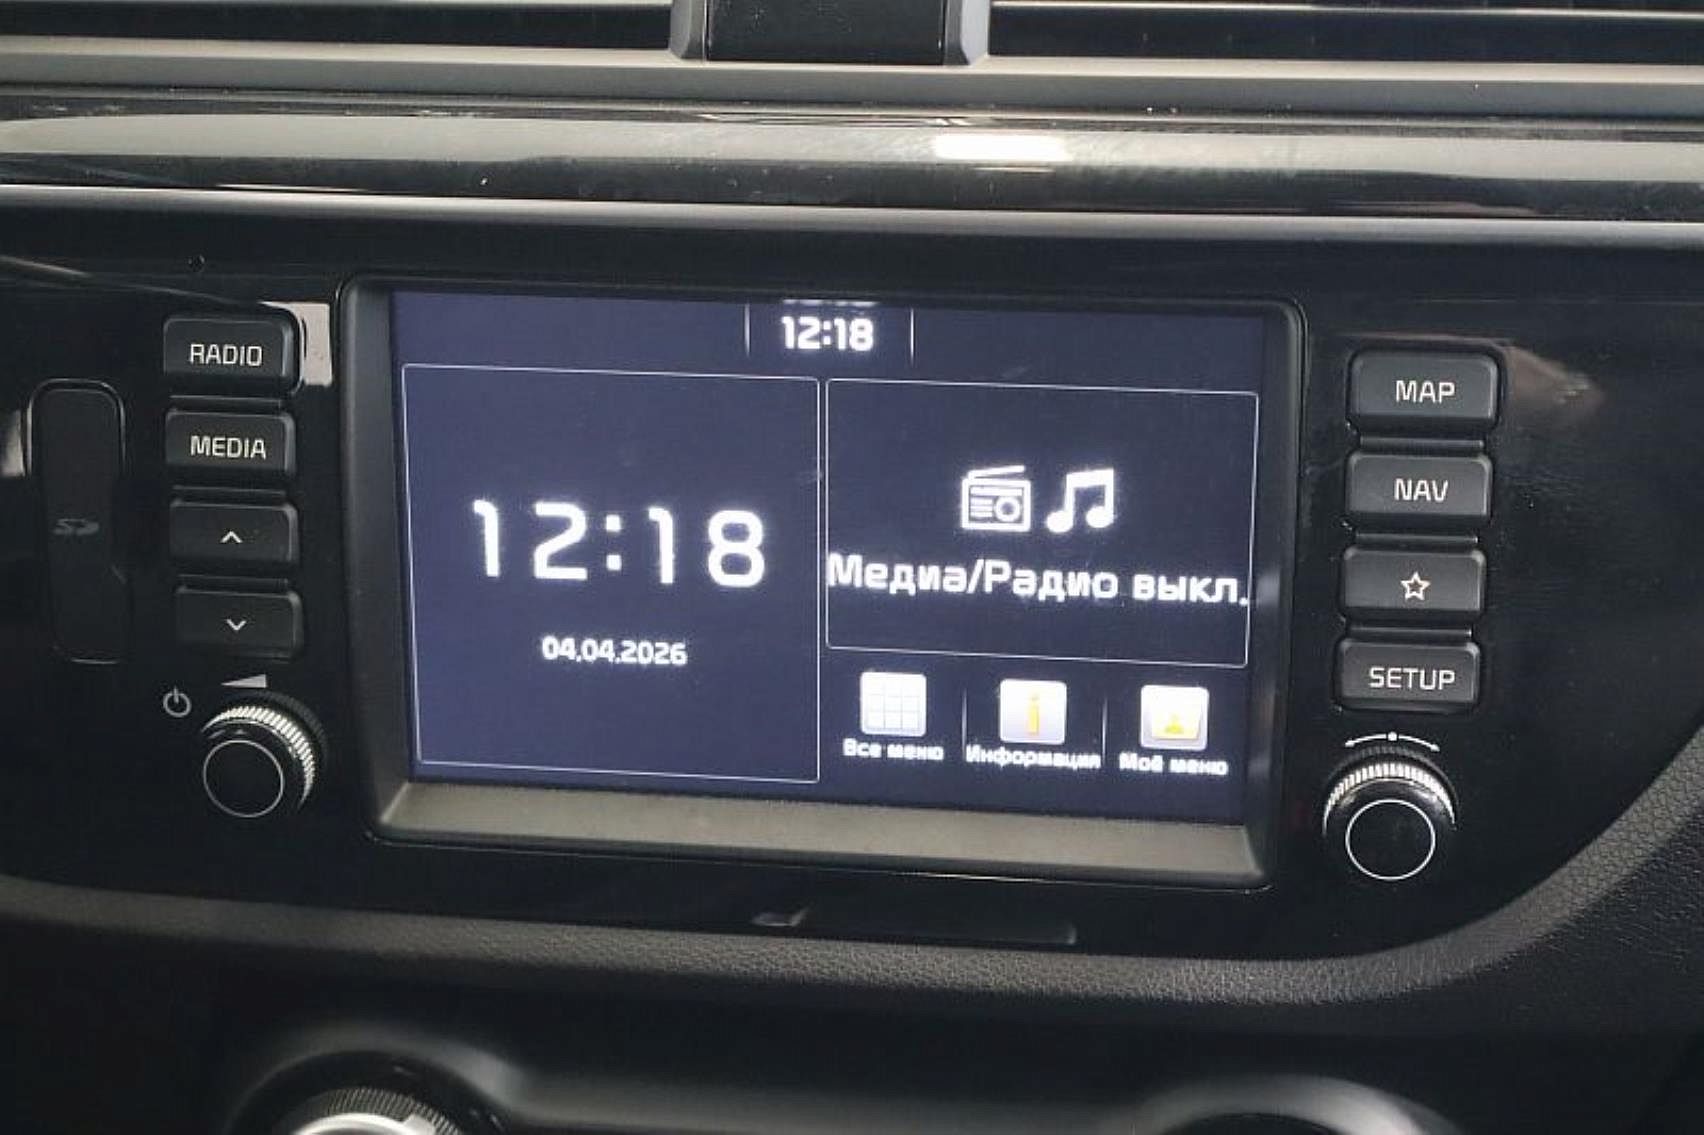 12:18
RADIO
MEDIA
SD
12:18
04.04.2026
Медиа/Радио выкл.
Все меню
Информация
Моё меню
MAP
NAV
SETUP